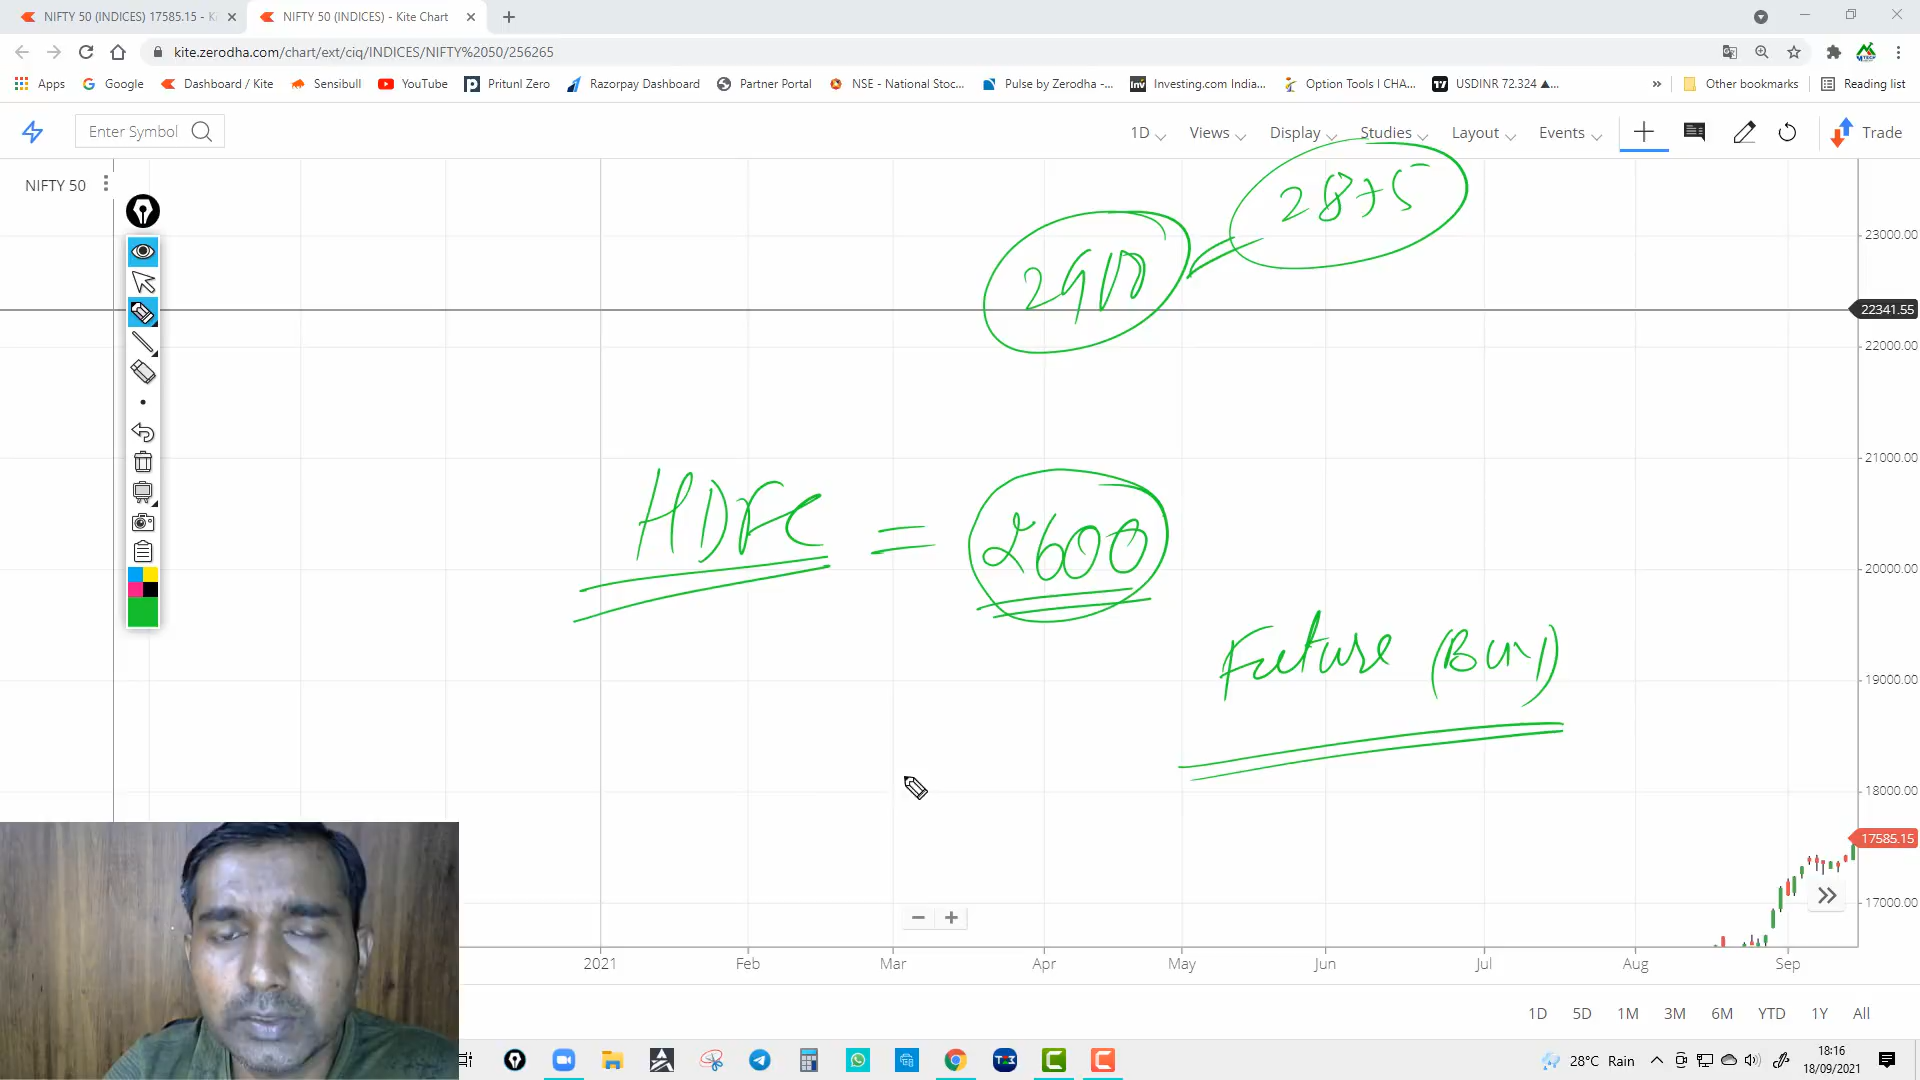 NIFTY 50 (INDICES) 17585.15 - Ki
NIFTY 50 (INDICES) - Kite Chart
kite.zerodha.com/chart/ext/ciq/INDICES/NIFTY%2050/256265
Apps Google Dashboard / Kite Sensibull YouTube Pritunl Zero Razorpay Dashboard Partner Portal NSE - National Stoc... Pulse by Zerodha -... Investing.com India... Option Tools I CHA... USDINR 72.324 ▲... » Other bookmarks Reading list
Enter Symbol 1D Views Display Studies Layout Events Trade
NIFTY 50
2875
2910
23000.00
22341.55
22000.00
21000.00
HDFC = 2600
20000.00
Future (Buy)
19000.00
18000.00
17585.15
17000.00
2021 Feb Mar Apr May Jun Jul Aug Sep
1D 5D 1M 3M 6M YTD 1Y All
28°C Rain
18:16
18/09/2021